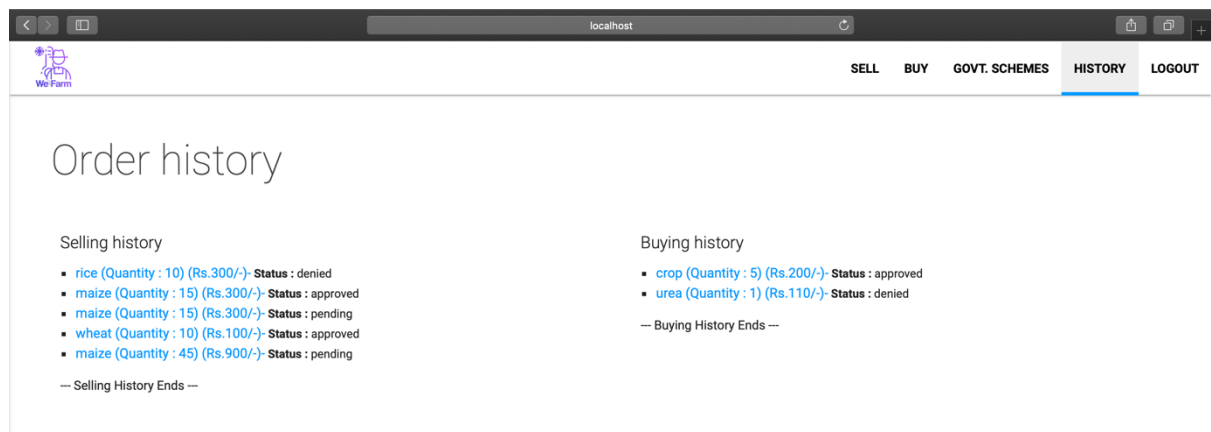 localhost
We Farm
SELL BUY GOVT. SCHEMES HISTORY LOGOUT
Order history
Selling history
rice (Quantity : 10) (Rs.300/-)- Status : denied
maize (Quantity : 15) (Rs.300/-)- Status : approved
maize (Quantity : 15) (Rs.300/-)- Status : pending
wheat (Quantity : 10) (Rs.100/-)- Status : approved
maize (Quantity : 45) (Rs.900/-)- Status : pending
--- Selling History Ends ---
Buying history
crop (Quantity : 5) (Rs.200/-)- Status : approved
urea (Quantity : 1) (Rs.110/-)- Status : denied
--- Buying History Ends ---